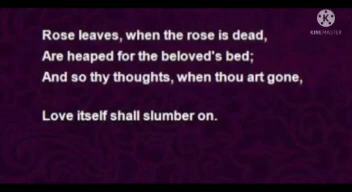 Rose leaves, when the rose is dead,
Are heaped for the beloved's bed;
And so thy thoughts, when thou art gone,
Love itself shall slumber on.
KINEMASTER